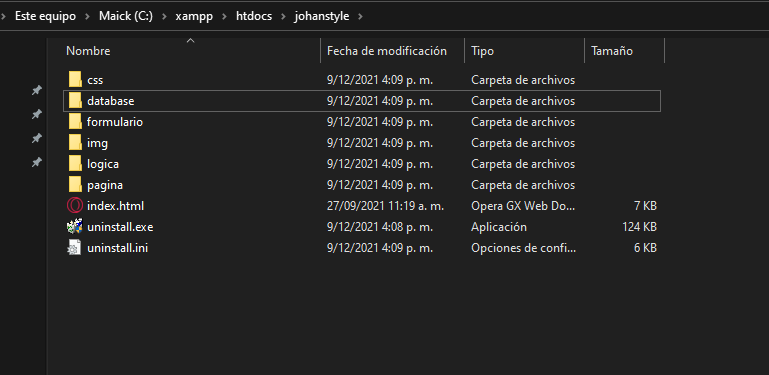 Este equipo > Maick (C:) > xampp > htdocs > johanstyle >
Nombre Fecha de modificación Tipo Tamaño
css 9/12/2021 4:09 p. m. Carpeta de archivos
database 9/12/2021 4:09 p. m. Carpeta de archivos
formulario 9/12/2021 4:09 p. m. Carpeta de archivos
img 9/12/2021 4:09 p. m. Carpeta de archivos
logica 9/12/2021 4:09 p. m. Carpeta de archivos
pagina 9/12/2021 4:09 p. m. Carpeta de archivos
index.html 27/09/2021 11:19 a. m. Opera GX Web Do... 7 KB
uninstall.exe 9/12/2021 4:08 p. m. Aplicación 124 KB
uninstall.ini 9/12/2021 4:09 p. m. Opciones de confi... 6 KB